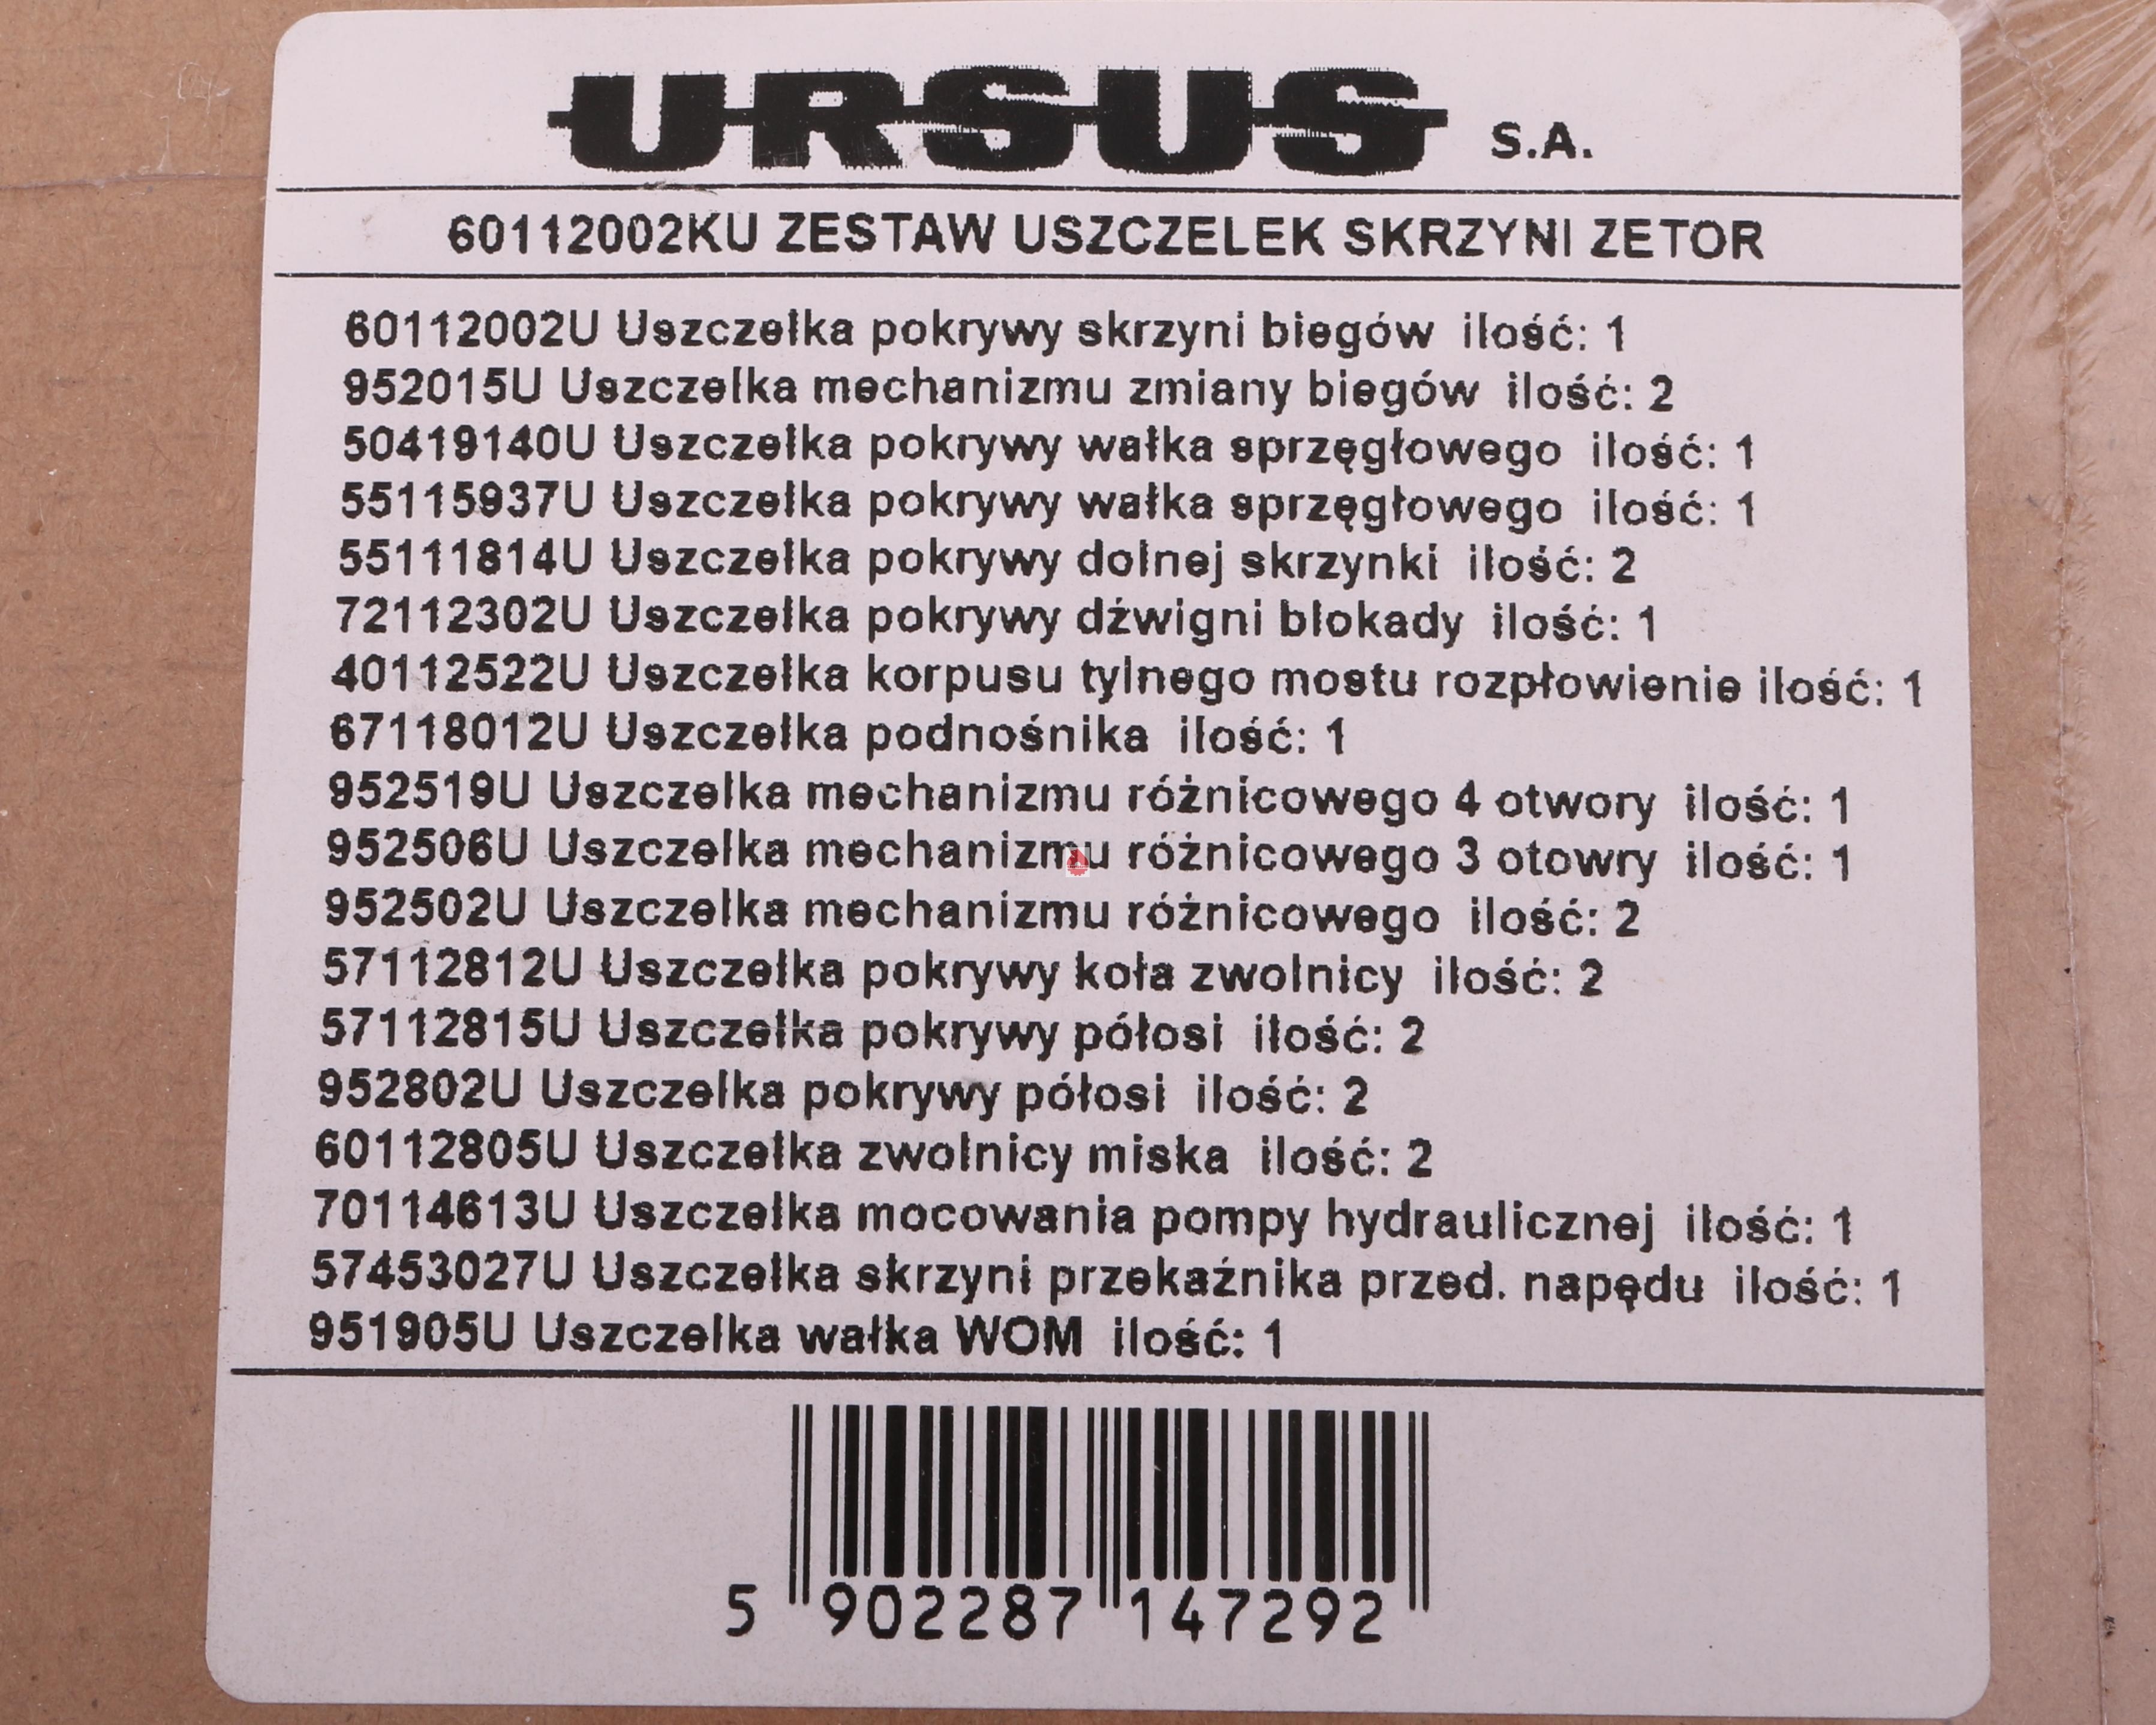 URSUS S.A.
60112002KU ZESTAW USZCZELEK SKRZYNI ZETOR
60112002U Uszczelka pokrywy skrzyni biegów ilość: 1
952015U Uszczelka mechanizmu zmiany biegów ilość: 2
50419140U Uszczelka pokrywy wałka sprzęgłowego ilość: 1
55115937U Uszczelka pokrywy wałka sprzęgłowego ilość: 1
55111814U Uszczelka pokrywy dolnej skrzynki ilość: 2
72112302U Uszczelka pokrywy dźwigni blokady ilość: 1
40112522U Uszczelka korpusu tylnego mostu rozpłowienie ilość: 1
67118012U Uszczelka podnośnika ilość: 1
952519U Uszczelka mechanizmu różnicowego 4 otwory ilość: 1
952506U Uszczelka mechanizmu różnicowego 3 otowry ilość: 1
952502U Uszczelka mechanizmu różnicowego ilość: 2
57112812U Uszczelka pokrywy koła zwolnicy ilość: 2
57112815U Uszczelka pokrywy półosi ilość: 2
952802U Uszczelka pokrywy półosi ilość: 2
60112805U Uszczelka zwolnicy miska ilość: 2
70114613U Uszczelka mocowania pompy hydraulicznej ilość: 1
57453027U Uszczelka skrzyni przekaźnika przed. napędu ilość: 1
951905U Uszczelka wałka WOM ilość: 1
5 902287 147292